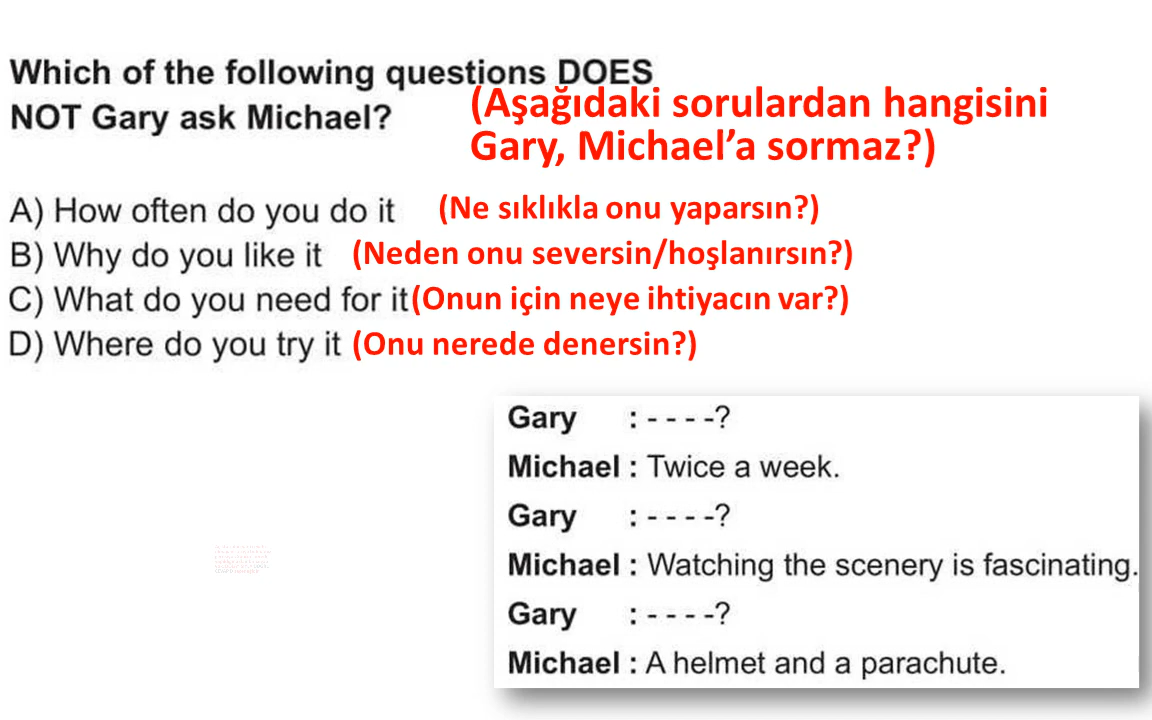 Which of the following questions DOES
NOT Gary ask Michael?
(Aşağıdaki sorulardan hangisini
Gary, Michael’a sormaz?)
A) How often do you do it (Ne sıklıkla onu yaparsın?)
B) Why do you like it (Neden onu seversin/hoşlanırsın?)
C) What do you need for it (Onun için neye ihtiyacın var?)
D) Where do you try it (Onu nerede denersin?)
Gary : - - - -?
Michael : Twice a week.
Gary : - - - -?
Michael : Watching the scenery is fascinating.
Gary : - - - -?
Michael : A helmet and a parachute.